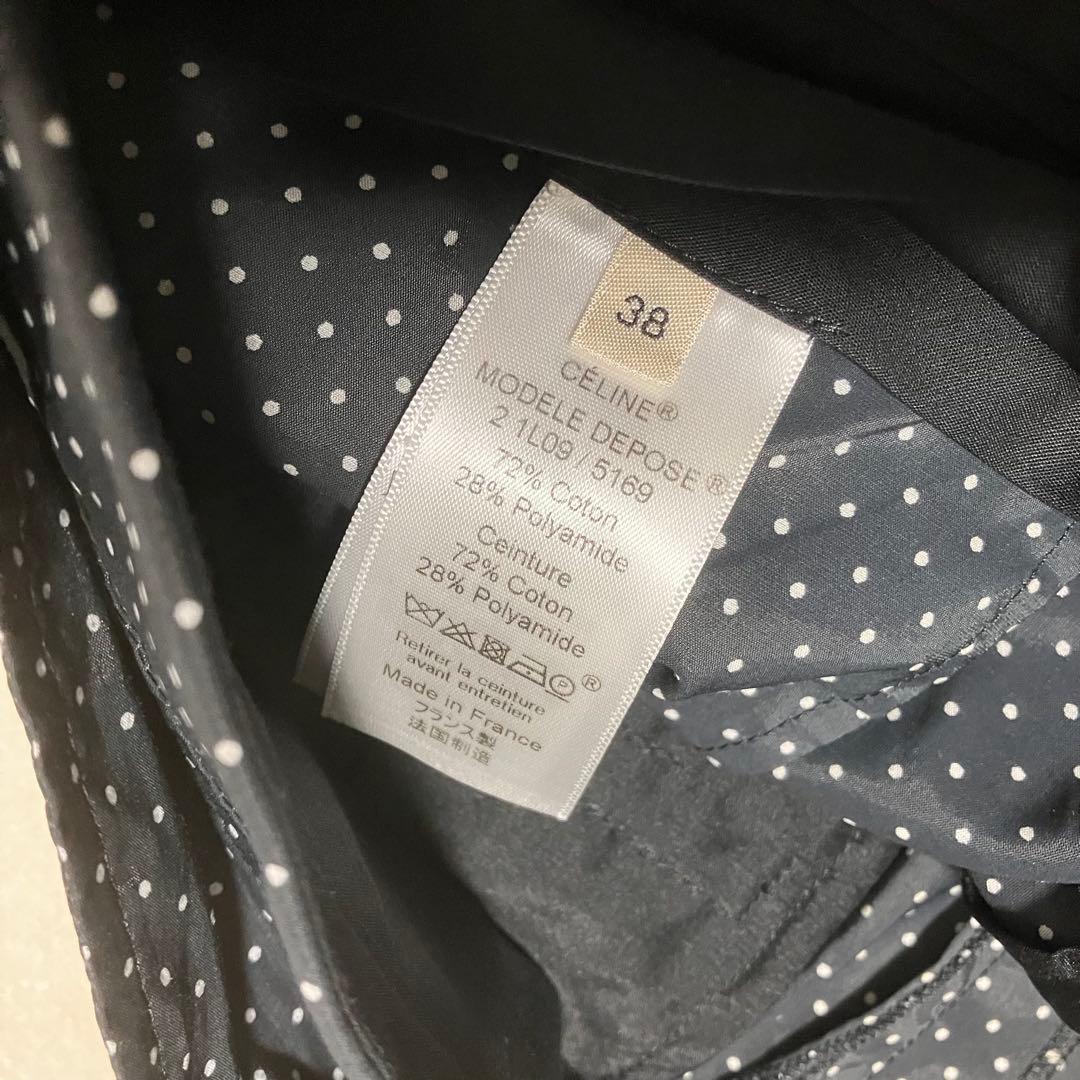 38
CÉLINE®
MODELE DEPOSE®
2 1L09 / 5169
72% Coton
28% Polyamide
Ceinture
72% Coton
28% Polyamide
P ®
Retirer la ceinture
avant entretien
Made in France
フランス製
法国制造